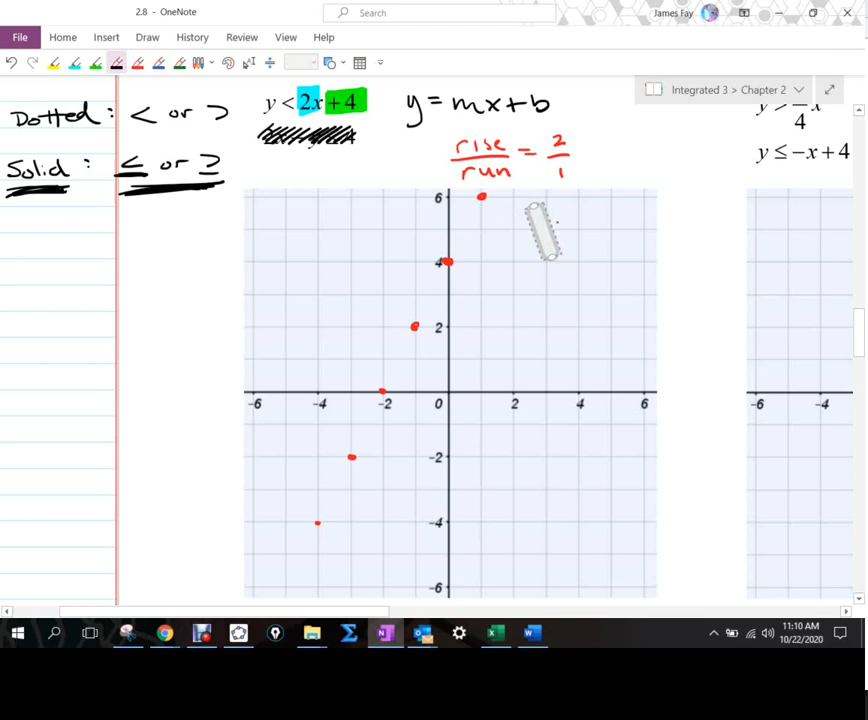 2.8 - OneNote
Search
James Fay
File Home Insert Draw History Review View Help
Integrated 3 > Chapter 2
Dotted : < or >
Solid : ≤ or ≥
y < 2x + 4
y = mx + b
rise/run = 2/1
4
y ≤ −x + 4
6
4
2
-6 -4 -2 0 2 4 6
-2
-4
-6
-6 -4
11:10 AM
10/22/2020